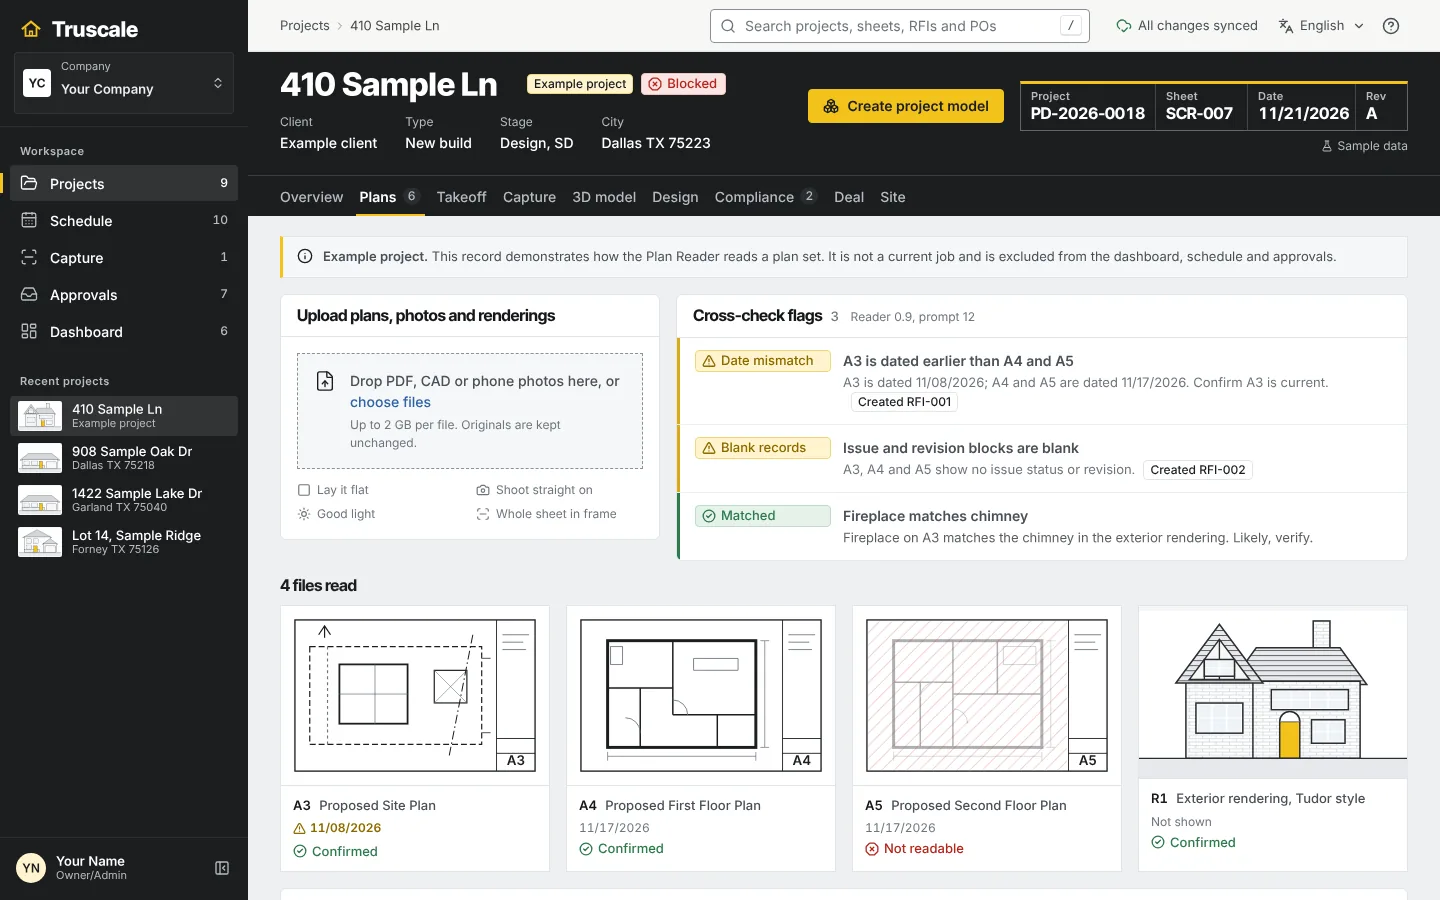 Truscale
YC
Company
Your Company
Workspace
Projects 9
Schedule 10
Capture 1
Approvals 7
Dashboard 6
Recent projects
410 Sample Ln
Example project
908 Sample Oak Dr
Dallas TX 75218
1422 Sample Lake Dr
Garland TX 75040
Lot 14, Sample Ridge
Forney TX 75126
YN
Your Name
Owner/Admin
Projects › 410 Sample Ln
Search projects, sheets, RFIs and POs /
All changes synced
English
410 Sample Ln
Example project
Blocked
Client
Example client
Type
New build
Stage
Design, SD
City
Dallas TX 75223
Create project model
Project
PD-2026-0018
Sheet
SCR-007
Date
11/21/2026
Rev
A
Sample data
Overview Plans 6 Takeoff Capture 3D model Design Compliance 2 Deal Site
Example project. This record demonstrates how the Plan Reader reads a plan set. It is not a current job and is excluded from the dashboard, schedule and approvals.
Upload plans, photos and renderings
Drop PDF, CAD or phone photos here, or
choose files
Up to 2 GB per file. Originals are kept
unchanged.
Lay it flat
Shoot straight on
Good light
Whole sheet in frame
Cross-check flags 3 Reader 0.9, prompt 12
Date mismatch
A3 is dated earlier than A4 and A5
A3 is dated 11/08/2026; A4 and A5 are dated 11/17/2026. Confirm A3 is current.
Created RFI-001
Blank records
Issue and revision blocks are blank
A3, A4 and A5 show no issue status or revision. Created RFI-002
Matched
Fireplace matches chimney
Fireplace on A3 matches the chimney in the exterior rendering. Likely, verify.
4 files read
A3
A3 Proposed Site Plan
11/08/2026
Confirmed
A4
A4 Proposed First Floor Plan
11/17/2026
Confirmed
A5
A5 Proposed Second Floor Plan
11/17/2026
Not readable
R1 Exterior rendering, Tudor style
Not shown
Confirmed